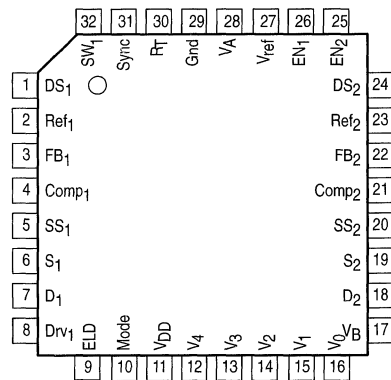 32 31 30 29 28 27 26 25
SW1 Sync RT Gnd VA Vref EN1 EN2
1 DS1 DS2 24
2 Ref1 Ref2 23
3 FB1 FB2 22
4 Comp1 Comp2 21
5 SS1 SS2 20
6 S1 S2 19
7 D1 D2 18
8 Drv1 VB 17
ELD Mode VDD V4 V3 V2 V1 V0
9 10 11 12 13 14 15 16